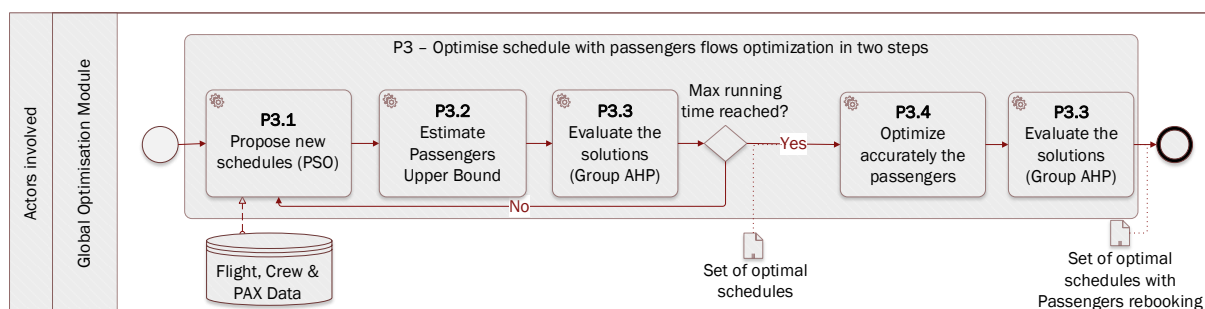 Actors involved
Global Optimisation Module
P3 – Optimise schedule with passengers flows optimization in two steps
P3.1
Propose new
schedules (PSO)
P3.2
Estimate
Passengers
Upper Bound
P3.3
Evaluate the
solutions
(Group AHP)
Max running
time reached?
Yes
No
P3.4
Optimize
accurately the
passengers
P3.3
Evaluate the
solutions
(Group AHP)
Flight, Crew &
PAX Data
Set of optimal
schedules
Set of optimal
schedules with
Passengers rebooking